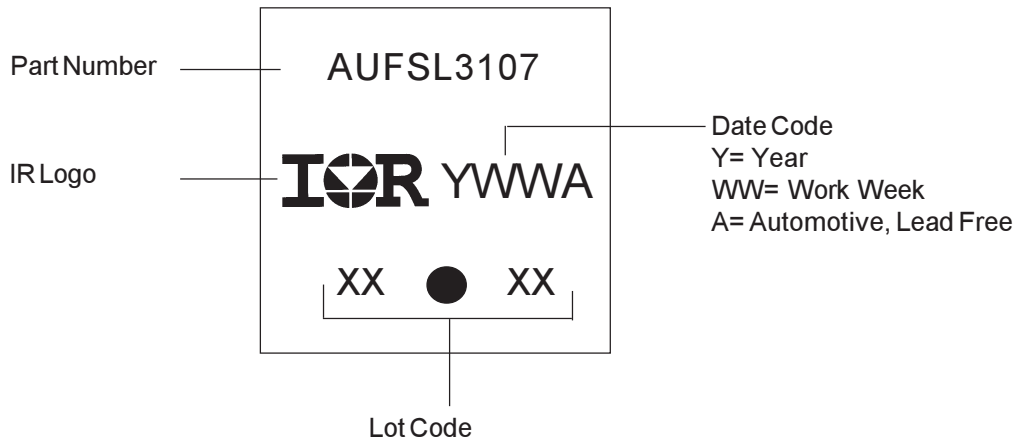 Part Number
AUFSL3107
IR Logo
IOR YWWA
Date Code
Y= Year
WW= Work Week
A= Automotive, Lead Free
XX XX
Lot Code